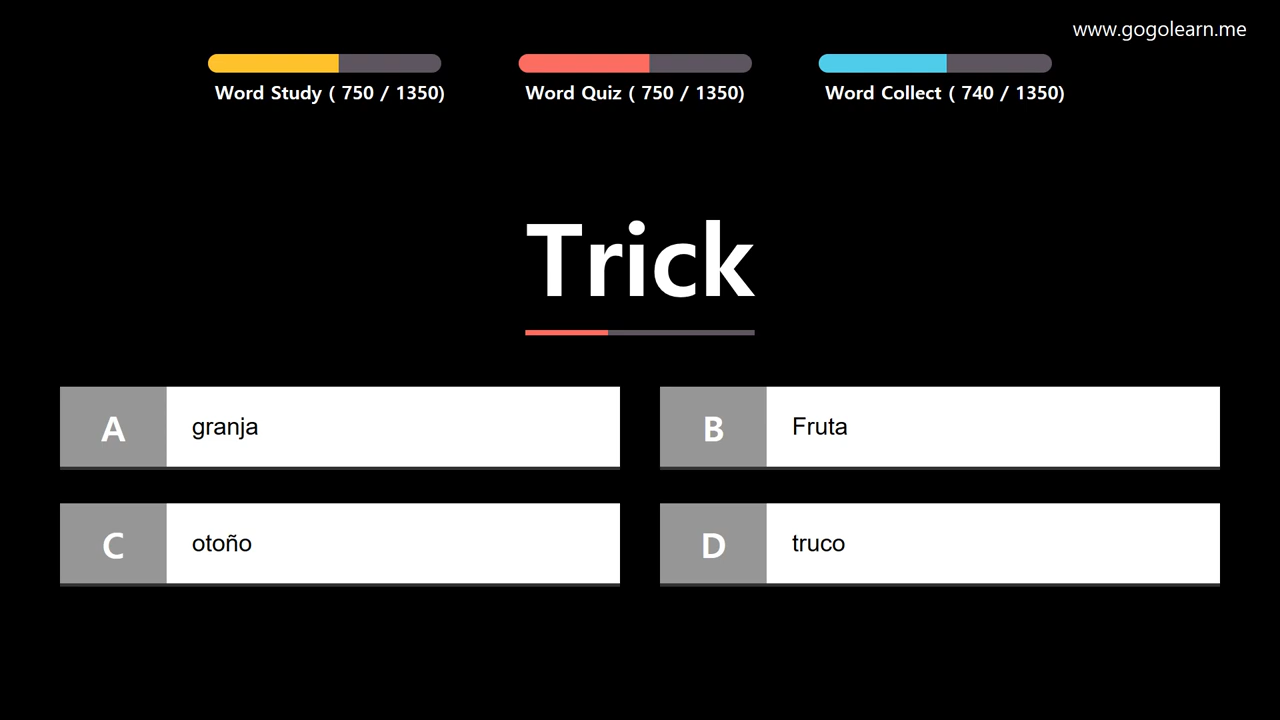 www.gogolearn.me
Word Study ( 750 / 1350)
Word Quiz ( 750 / 1350)
Word Collect ( 740 / 1350)
Trick
A granja
B Fruta
C otoño
D truco